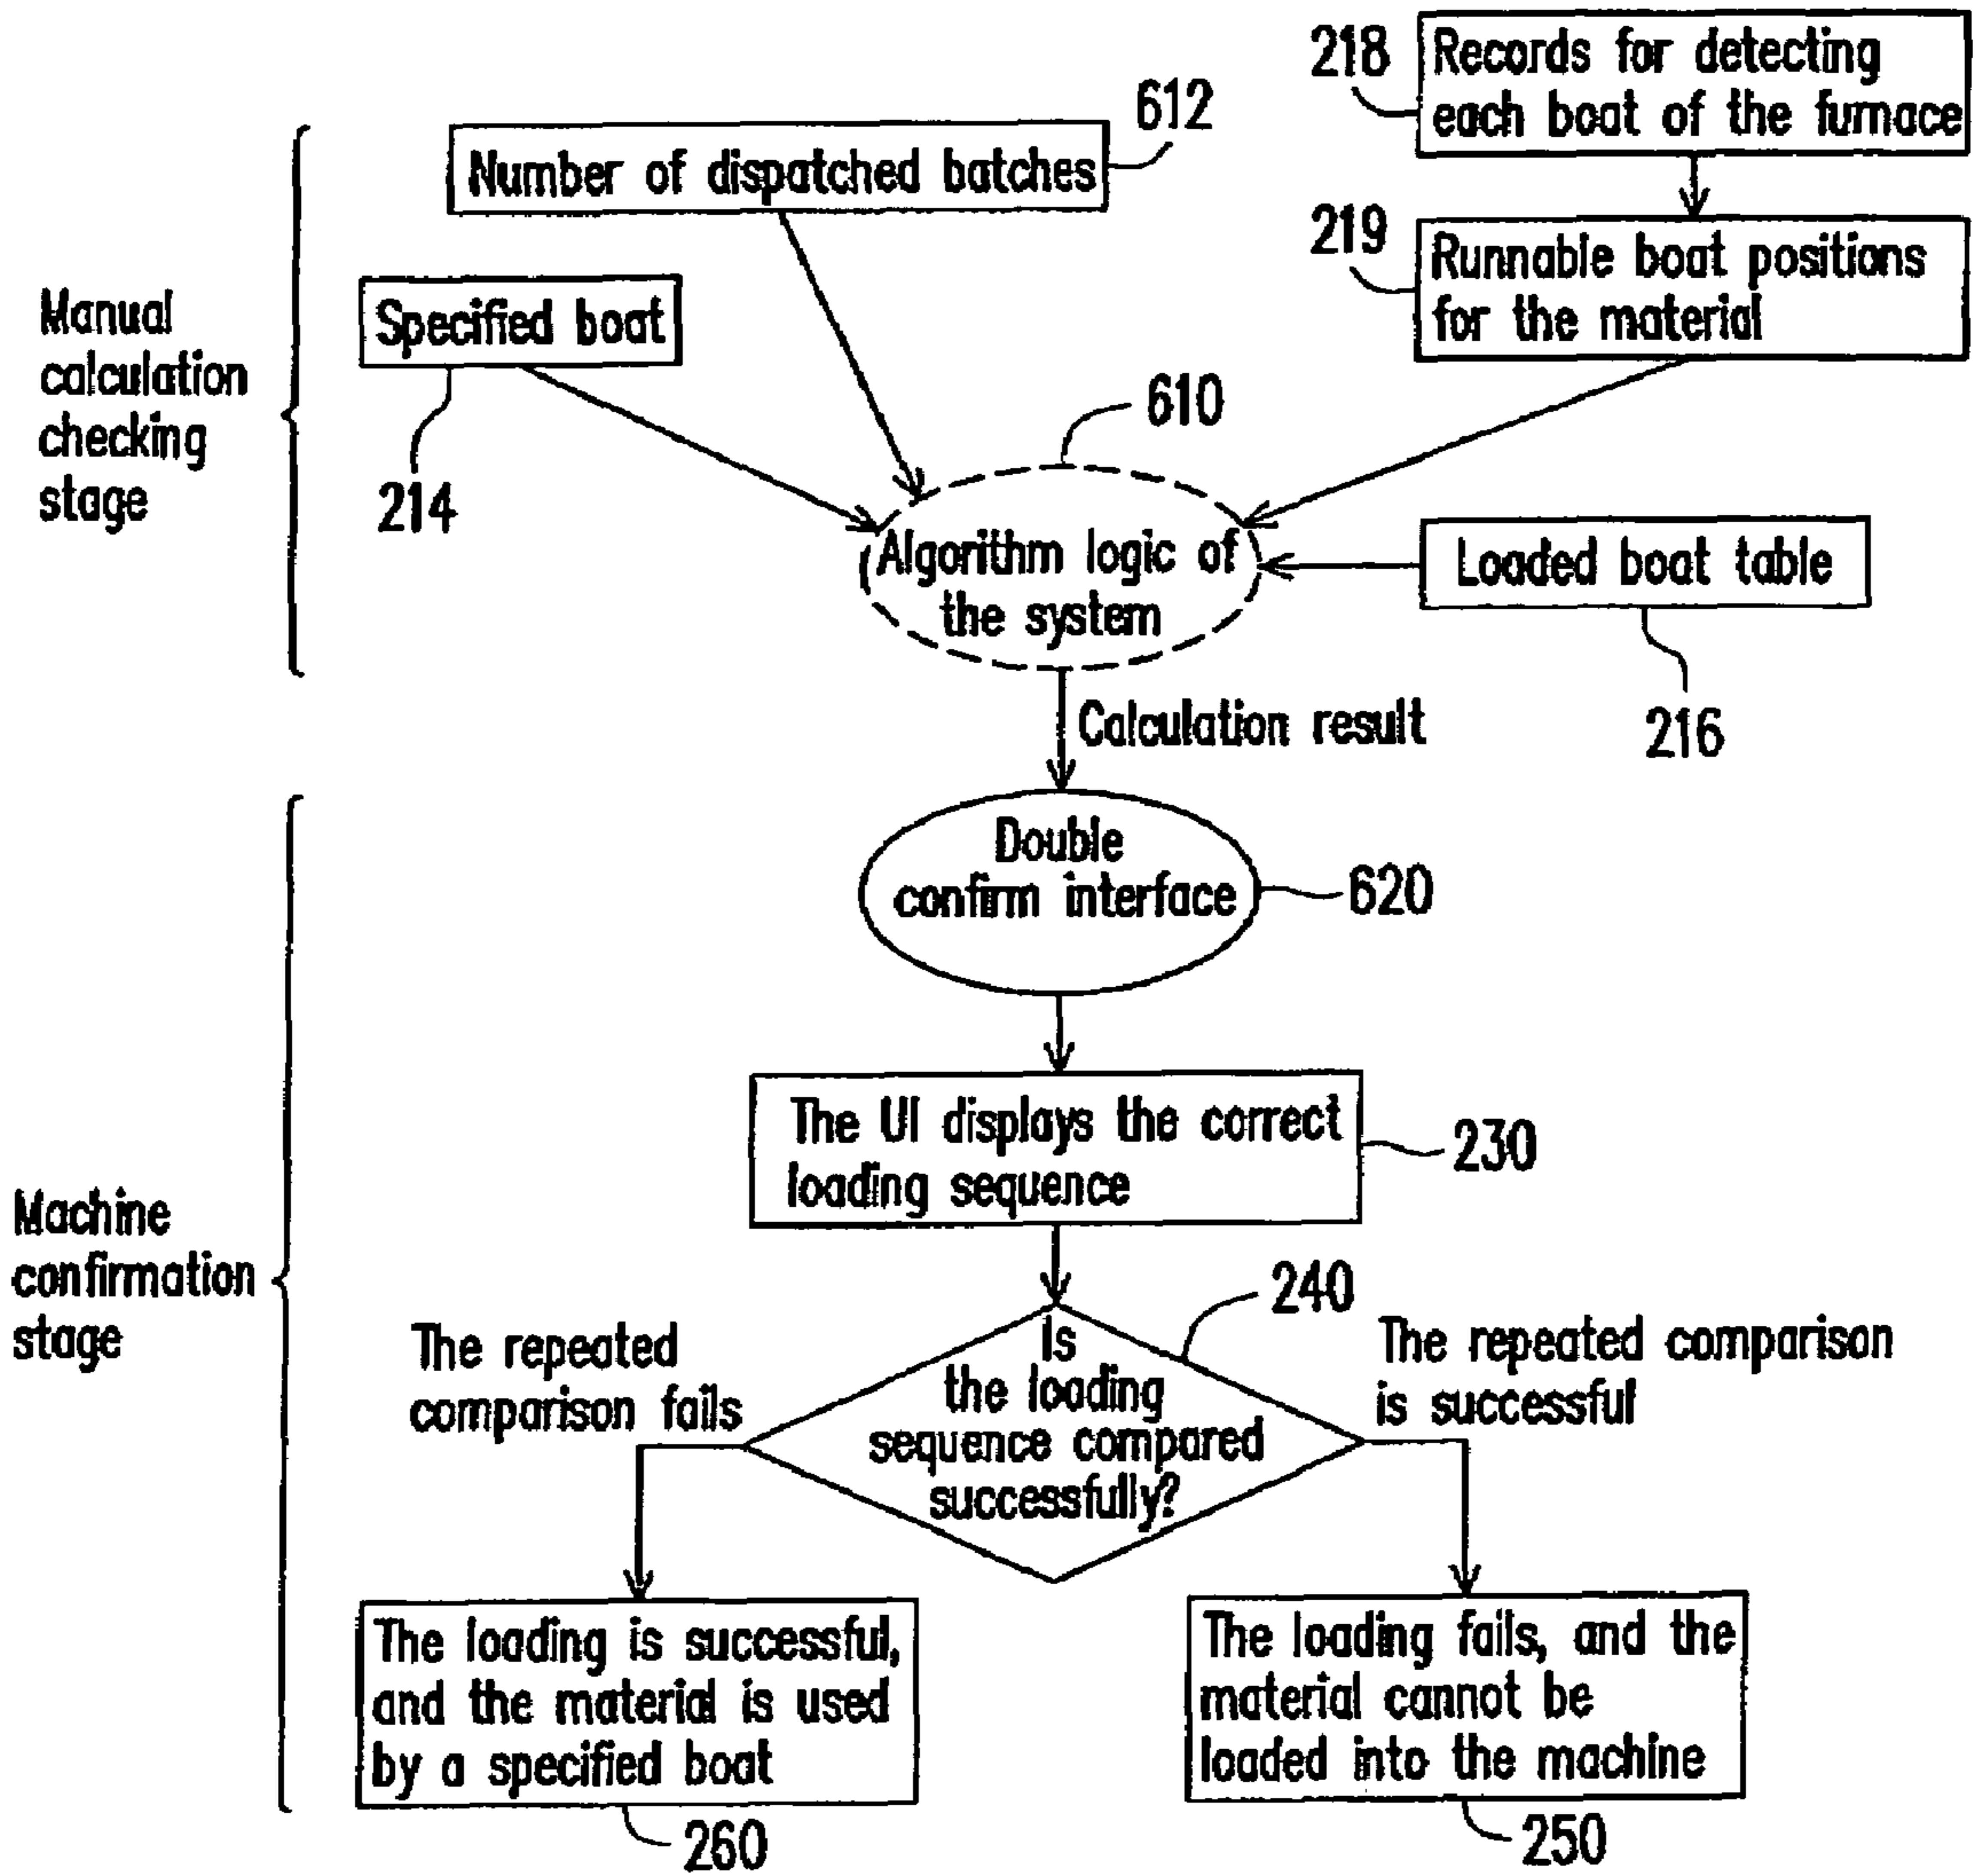 218
Records for detecting
each boat of the furnace
612
Number of dispatched batches
219
Runnable boat positions
for the material
Manual
calculation
checking
stage
Specified boat
214
610
Algorithm logic of
the system
Loaded boat table
216
Calculation result
Double
confirm interface
620
The UI displays the correct
loading sequence
230
Machine
confirmation
stage
240
The repeated
comparison fails
Is
the loading
sequence compared
successfully?
The repeated comparison
is successful
The loading is successful,
and the material is used
by a specified boat
260
The loading fails, and the
material cannot be
loaded into the machine
250